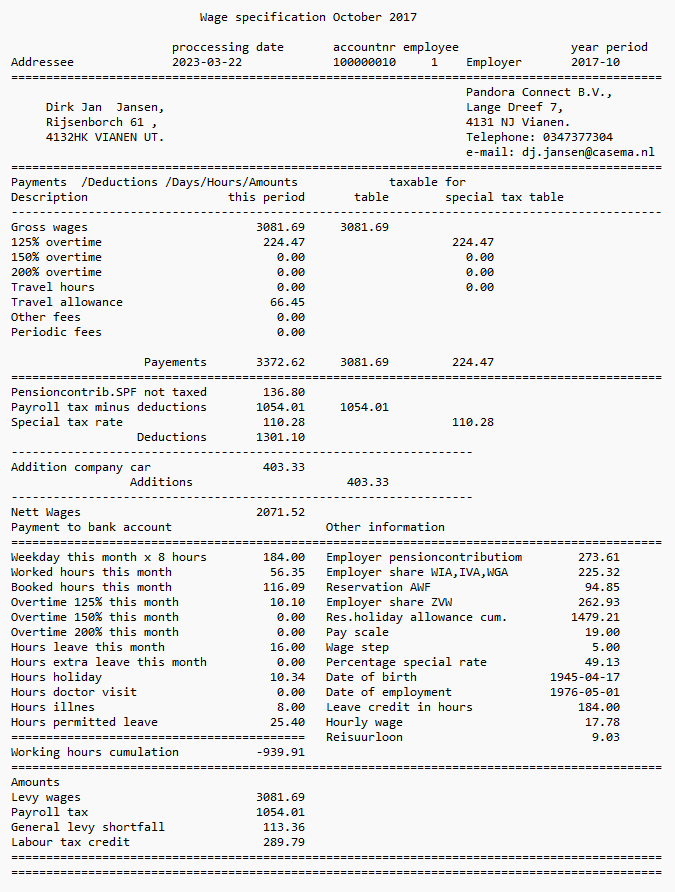 Wage specification October 2017
proccessing date accountnr employee year period
Addressee 2023-03-22 100000010 1 Employer 2017-10
==============================================================================================
Pandora Connect B.V.,
Dirk Jan  Jansen, Lange Dreef 7,
Rijsenborch 61 , 4131 NJ Vianen.
4132HK VIANEN UT. Telephone: 0347377304
e-mail: dj.jansen@casema.nl
==============================================================================================
Payments  /Deductions /Days/Hours/Amounts taxable for
Description this period table special tax table
----------------------------------------------------------------------------------------------
Gross wages 3081.69 3081.69
125% overtime 224.47 224.47
150% overtime 0.00 0.00
200% overtime 0.00 0.00
Travel hours 0.00 0.00
Travel allowance 66.45
Other fees 0.00
Periodic fees 0.00
Payements 3372.62 3081.69 224.47
==============================================================================================
Pensioncontrib.SPF not taxed 136.80
Payroll tax minus deductions 1054.01 1054.01
Special tax rate 110.28 110.28
Deductions 1301.10
------------------------------------------------------------------
Addition company car 403.33
Additions 403.33
------------------------------------------------------------------
Nett Wages 2071.52
Payment to bank account Other information
==============================================================================================
Weekday this month x 8 hours 184.00 Employer pensioncontributiom 273.61
Worked hours this month 56.35 Employer share WIA,IVA,WGA 225.32
Booked hours this month 116.09 Reservation AWF 94.85
Overtime 125% this month 10.10 Employer share ZVW 262.93
Overtime 150% this month 0.00 Res.holiday allowance cum. 1479.21
Overtime 200% this month 0.00 Pay scale 19.00
Hours leave this month 16.00 Wage step 5.00
Hours extra leave this month 0.00 Percentage special rate 49.13
Hours holiday 10.34 Date of birth 1945-04-17
Hours doctor visit 0.00 Date of employment 1976-05-01
Hours illnes 8.00 Leave credit in hours 184.00
Hours permitted leave 25.40 Hourly wage 17.78
========================================== Reisuurloon 9.03
Working hours cumulation -939.91
==============================================================================================
Amounts
Levy wages 3081.69
Payroll tax 1054.01
General levy shortfall 113.36
Labour tax credit 289.79
==============================================================================================
==============================================================================================